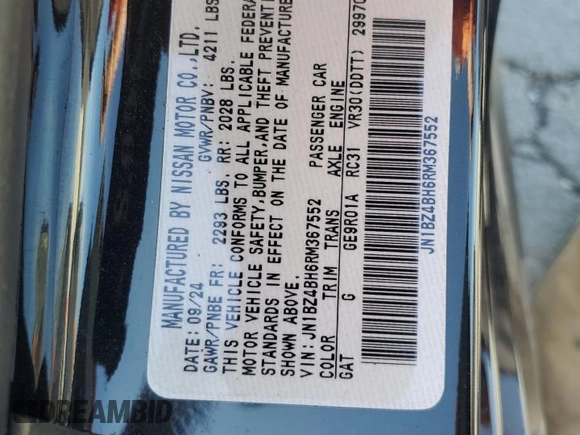 MANUFACTURED BY NISSAN MOTOR CO.,LTD.
DATE: 09/24 GVWR/PNBV: 4211 LBS
GAWR/PNBE FR: 2293 LBS. RR: 2028 LBS.
THIS VEHICLE CONFORMS TO ALL APPLICABLE FEDERA
MOTOR VEHICLE SAFETY,BUMPER,AND THEFT PREVENTI
STANDARDS IN EFFECT ON THE DATE OF MANUFACTURE
SHOWN ABOVE.
VIN: JN1BZ4BH6RM367552 PASSENGER CAR
COLOR TRIM TRANS AXLE ENGINE
GAT G GE9R01A RC31 VR30(DDTT) 2997C
JN1BZ4BH6RM367552
DREAMBID